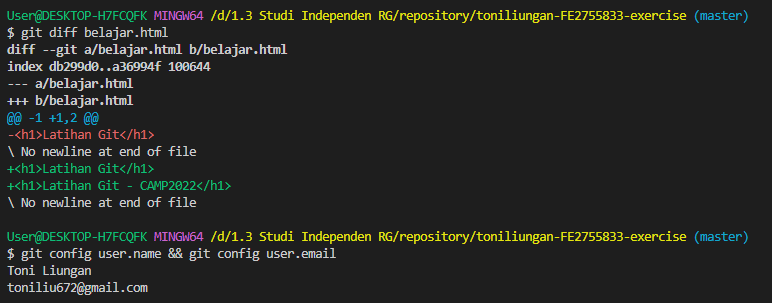 User@DESKTOP-H7FCQFK MINGW64 /d/1.3 Studi Independen RG/repository/toniliungan-FE2755833-exercise (master)
$ git diff belajar.html
diff --git a/belajar.html b/belajar.html
index db299d0..a36994f 100644
--- a/belajar.html
+++ b/belajar.html
@@ -1 +1,2 @@
-<h1>Latihan Git</h1>
\ No newline at end of file
+<h1>Latihan Git</h1>
+<h1>Latihan Git - CAMP2022</h1>
\ No newline at end of file
User@DESKTOP-H7FCQFK MINGW64 /d/1.3 Studi Independen RG/repository/toniliungan-FE2755833-exercise (master)
$ git config user.name && git config user.email
Toni Liungan
toniliu672@gmail.com